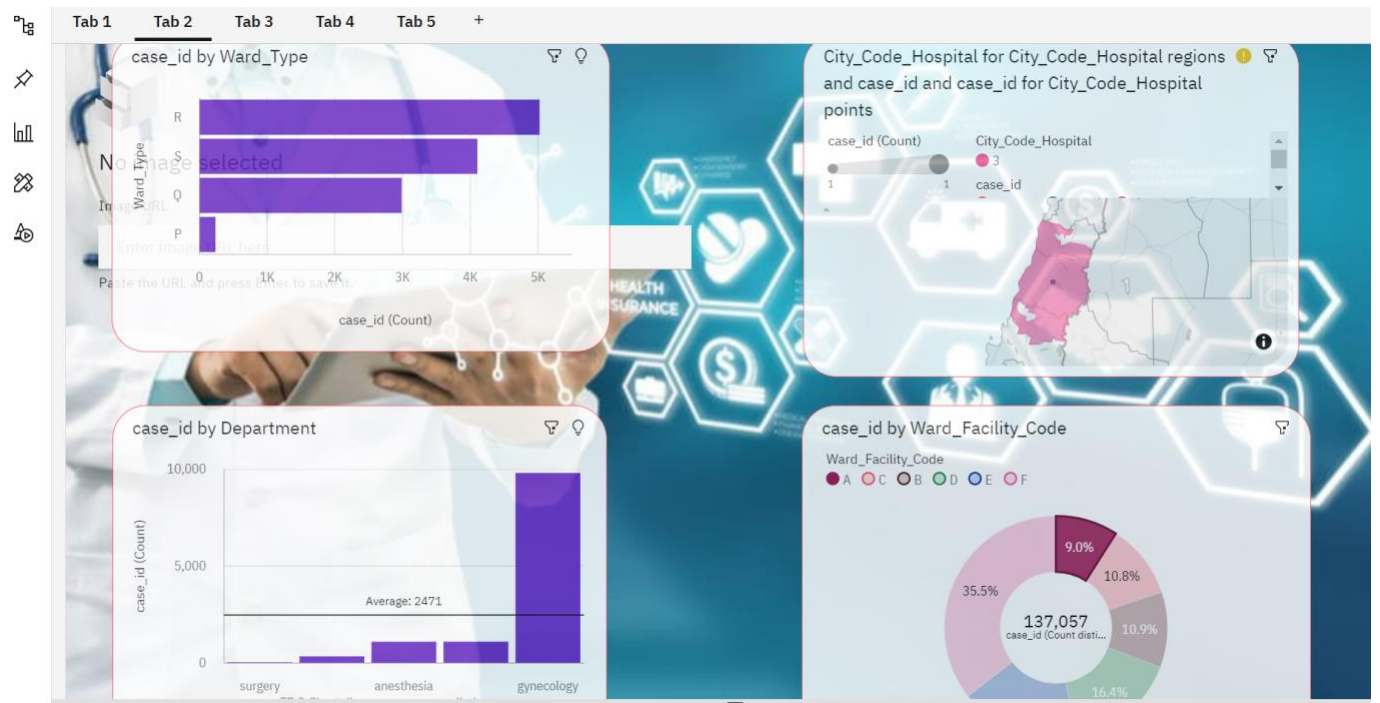 Tab 1 Tab 2 Tab 3 Tab 4 Tab 5 +
case_id by Ward_Type
R
S
Q
P
Ward_Type
0 1K 2K 3K 4K 5K
case_id (Count)
No image selected
Image URL
Enter image URL here
Paste the URL and press Enter to save it.
City_Code_Hospital for City_Code_Hospital regions
and case_id and case_id for City_Code_Hospital
points
case_id (Count)
1 1
City_Code_Hospital
3
case_id
HEALTH
INSURANCE
case_id by Department
10,000
5,000
0
case_id (Count)
Average: 2471
surgery anesthesia gynecology
case_id by Ward_Facility_Code
Ward_Facility_Code
A C B D E F
9.0%
10.8%
10.9%
16.4%
35.5%
137,057
case_id (Count disti...